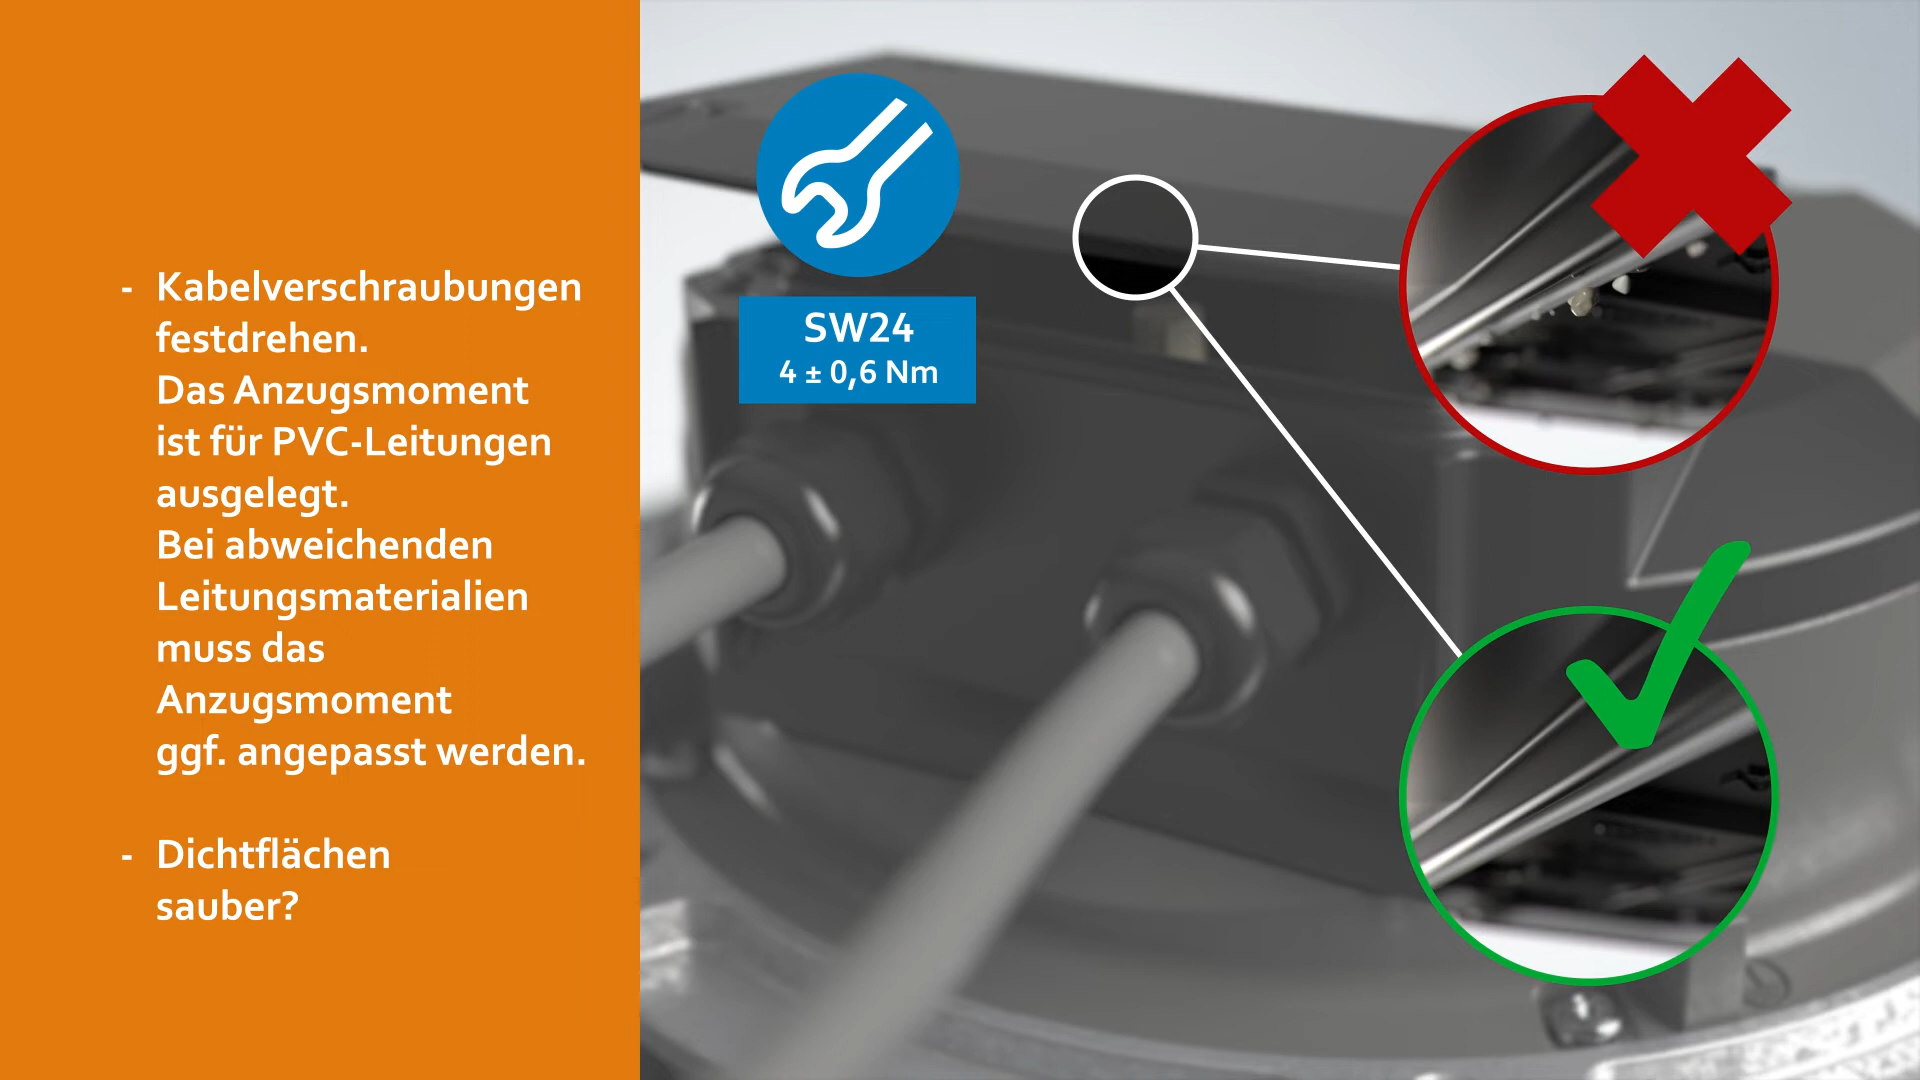 - Kabelverschraubungen
festdrehen.
Das Anzugsmoment
ist für PVC-Leitungen
ausgelegt.
Bei abweichenden
Leitungsmaterialien
muss das
Anzugsmoment
ggf. angepasst werden.
- Dichtflächen
sauber?
SW24
4 ± 0,6 Nm